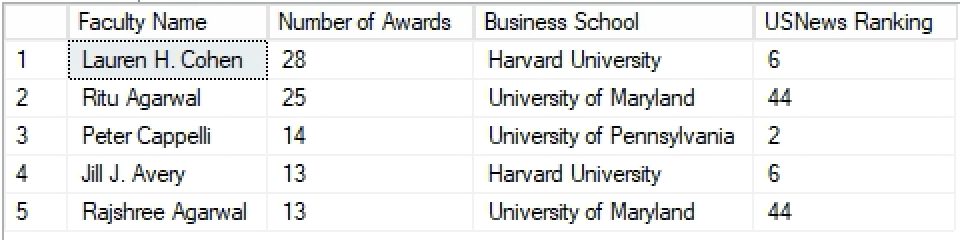 Faculty Name Number of Awards Business School USNews Ranking
1 Lauren H. Cohen 28 Harvard University 6
2 Ritu Agarwal 25 University of Maryland 44
3 Peter Cappelli 14 University of Pennsylvania 2
4 Jill J. Avery 13 Harvard University 6
5 Rajshree Agarwal 13 University of Maryland 44